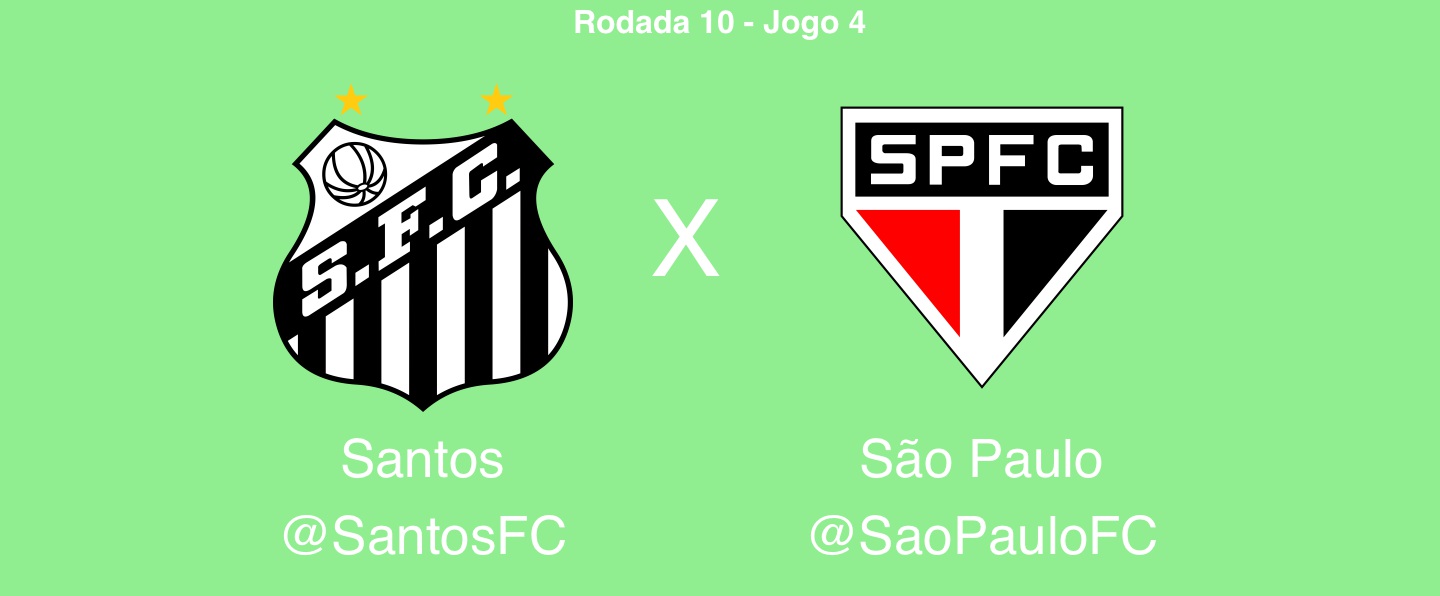 Rodada 10 - Jogo 4
S.F.C.
X
SPFC
Santos
São Paulo
@SantosFC
@SaoPauloFC